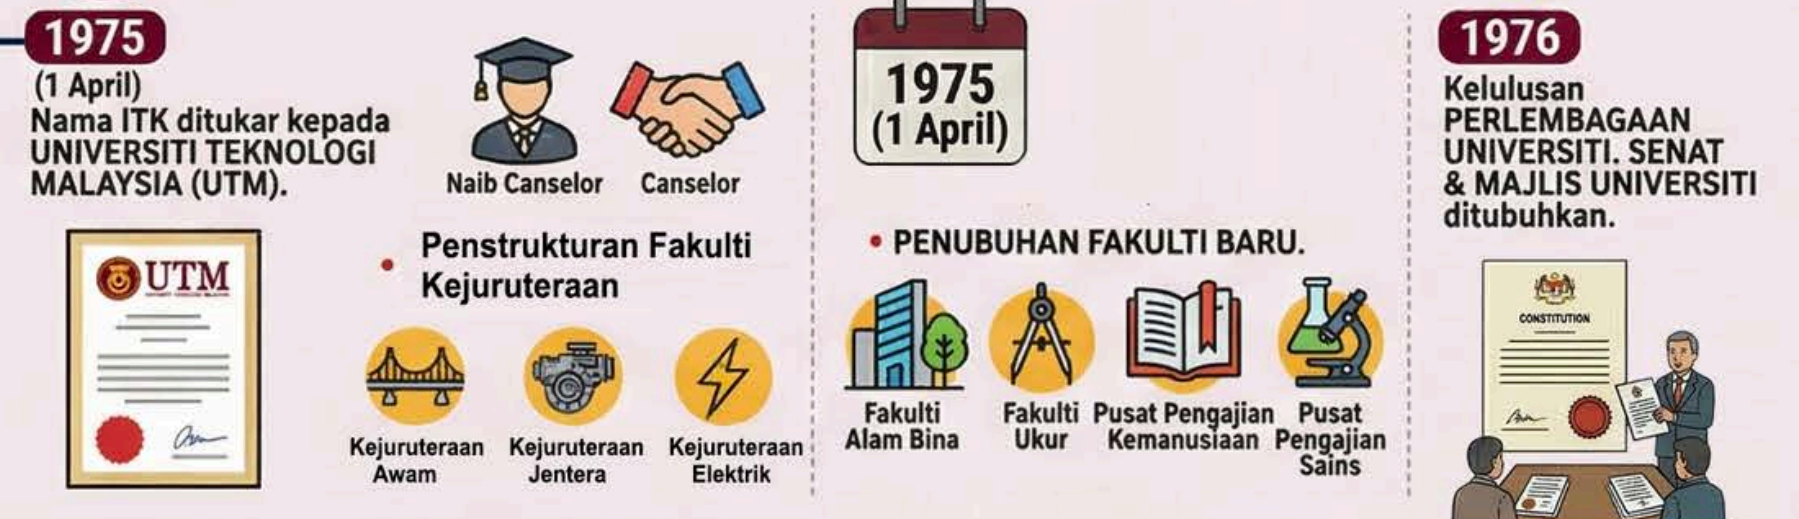 1975
(1 April)
Nama ITK ditukar kepada
UNIVERSITI TEKNOLOGI
MALAYSIA (UTM).
UTM
Naib Canselor
Canselor
• Penstrukturan Fakulti
Kejuruteraan
Kejuruteraan
Awam
Kejuruteraan
Jentera
Kejuruteraan
Elektrik
1975
(1 April)
• PENUBUHAN FAKULTI BARU.
Fakulti
Alam Bina
Fakulti
Ukur
Pusat Pengajian
Kemanusiaan
Pusat
Pengajian
Sains
1976
Kelulusan
PERLEMBAGAAN
UNIVERSITI. SENAT
& MAJLIS UNIVERSITI
ditubuhkan.
CONSTITUTION